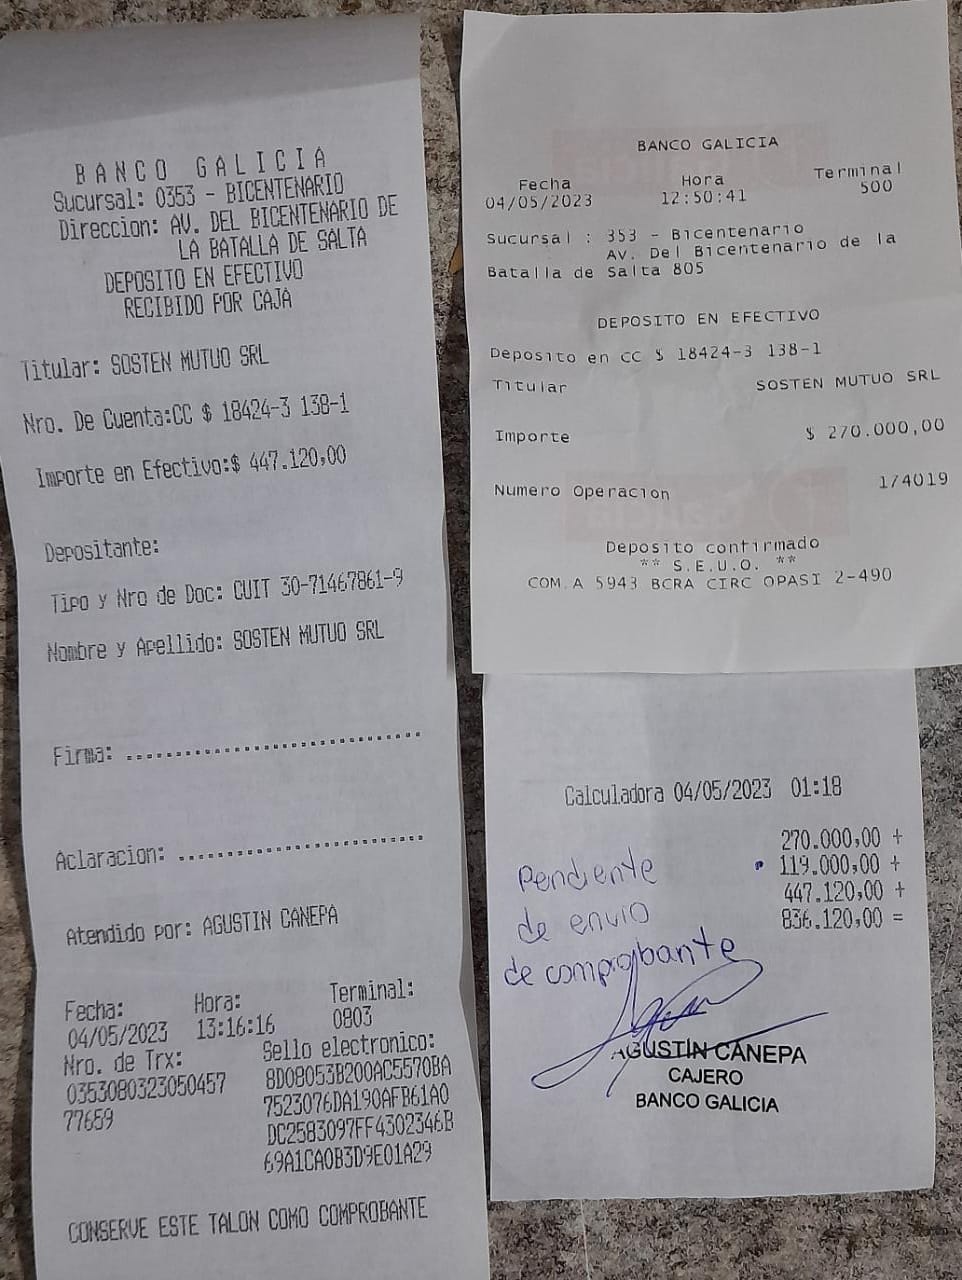 BANCO GALICIA
Sucursal: 0353 - BICENTENARIO
Direccion: AV. DEL BICENTENARIO DE
LA BATALLA DE SALTA
DEPOSITO EN EFECTIVO
RECIBIDO POR CAJA
Titular: SOSTEN MUTUO SRL
Nro. De Cuenta:CC $ 18424-3 138-1
Importe en Efectivo:$ 447.120,00
Depositante:
Tipo y Nro de Doc: CUIT 30-71467861-9
Nombre y Apellido: SOSTEN MUTUO SRL
Firma: ................................
Aclaracion: ..........................
Atendido por: AGUSTIN CANEPA
Fecha: Hora: Terminal:
04/05/2023 13:16:16 0803
Nro. de Trx: Sello electronico:
0353080323050457 8D08053B200AC5570BA
77659 7523076DA190AFB61A0
DC2583097FF4302346B
69A1CA0B3D9E01A29
CONSERVE ESTE TALON COMO COMPROBANTE
BANCO GALICIA
Fecha Hora Terminal
04/05/2023 12:50:41 500
Sucursal : 353 - Bicentenario
AV. Del Bicentenario de la
Batalla de Salta 805
DEPOSITO EN EFECTIVO
Deposito en CC $ 18424-3 138-1
Titular SOSTEN MUTUO SRL
Importe $ 270.000,00
Numero Operacion 174019
Deposito confirmado
** S.E.U.O. **
COM.A 5943 BCRA CIRC OPASI 2-490
Calculadora 04/05/2023 01:18
270.000,00 +
119.000,00 +
447.120,00 +
836.120,00 =
Pendiente
de envio
de comprobante
AGUSTÍN CANEPA
CAJERO
BANCO GALICIA